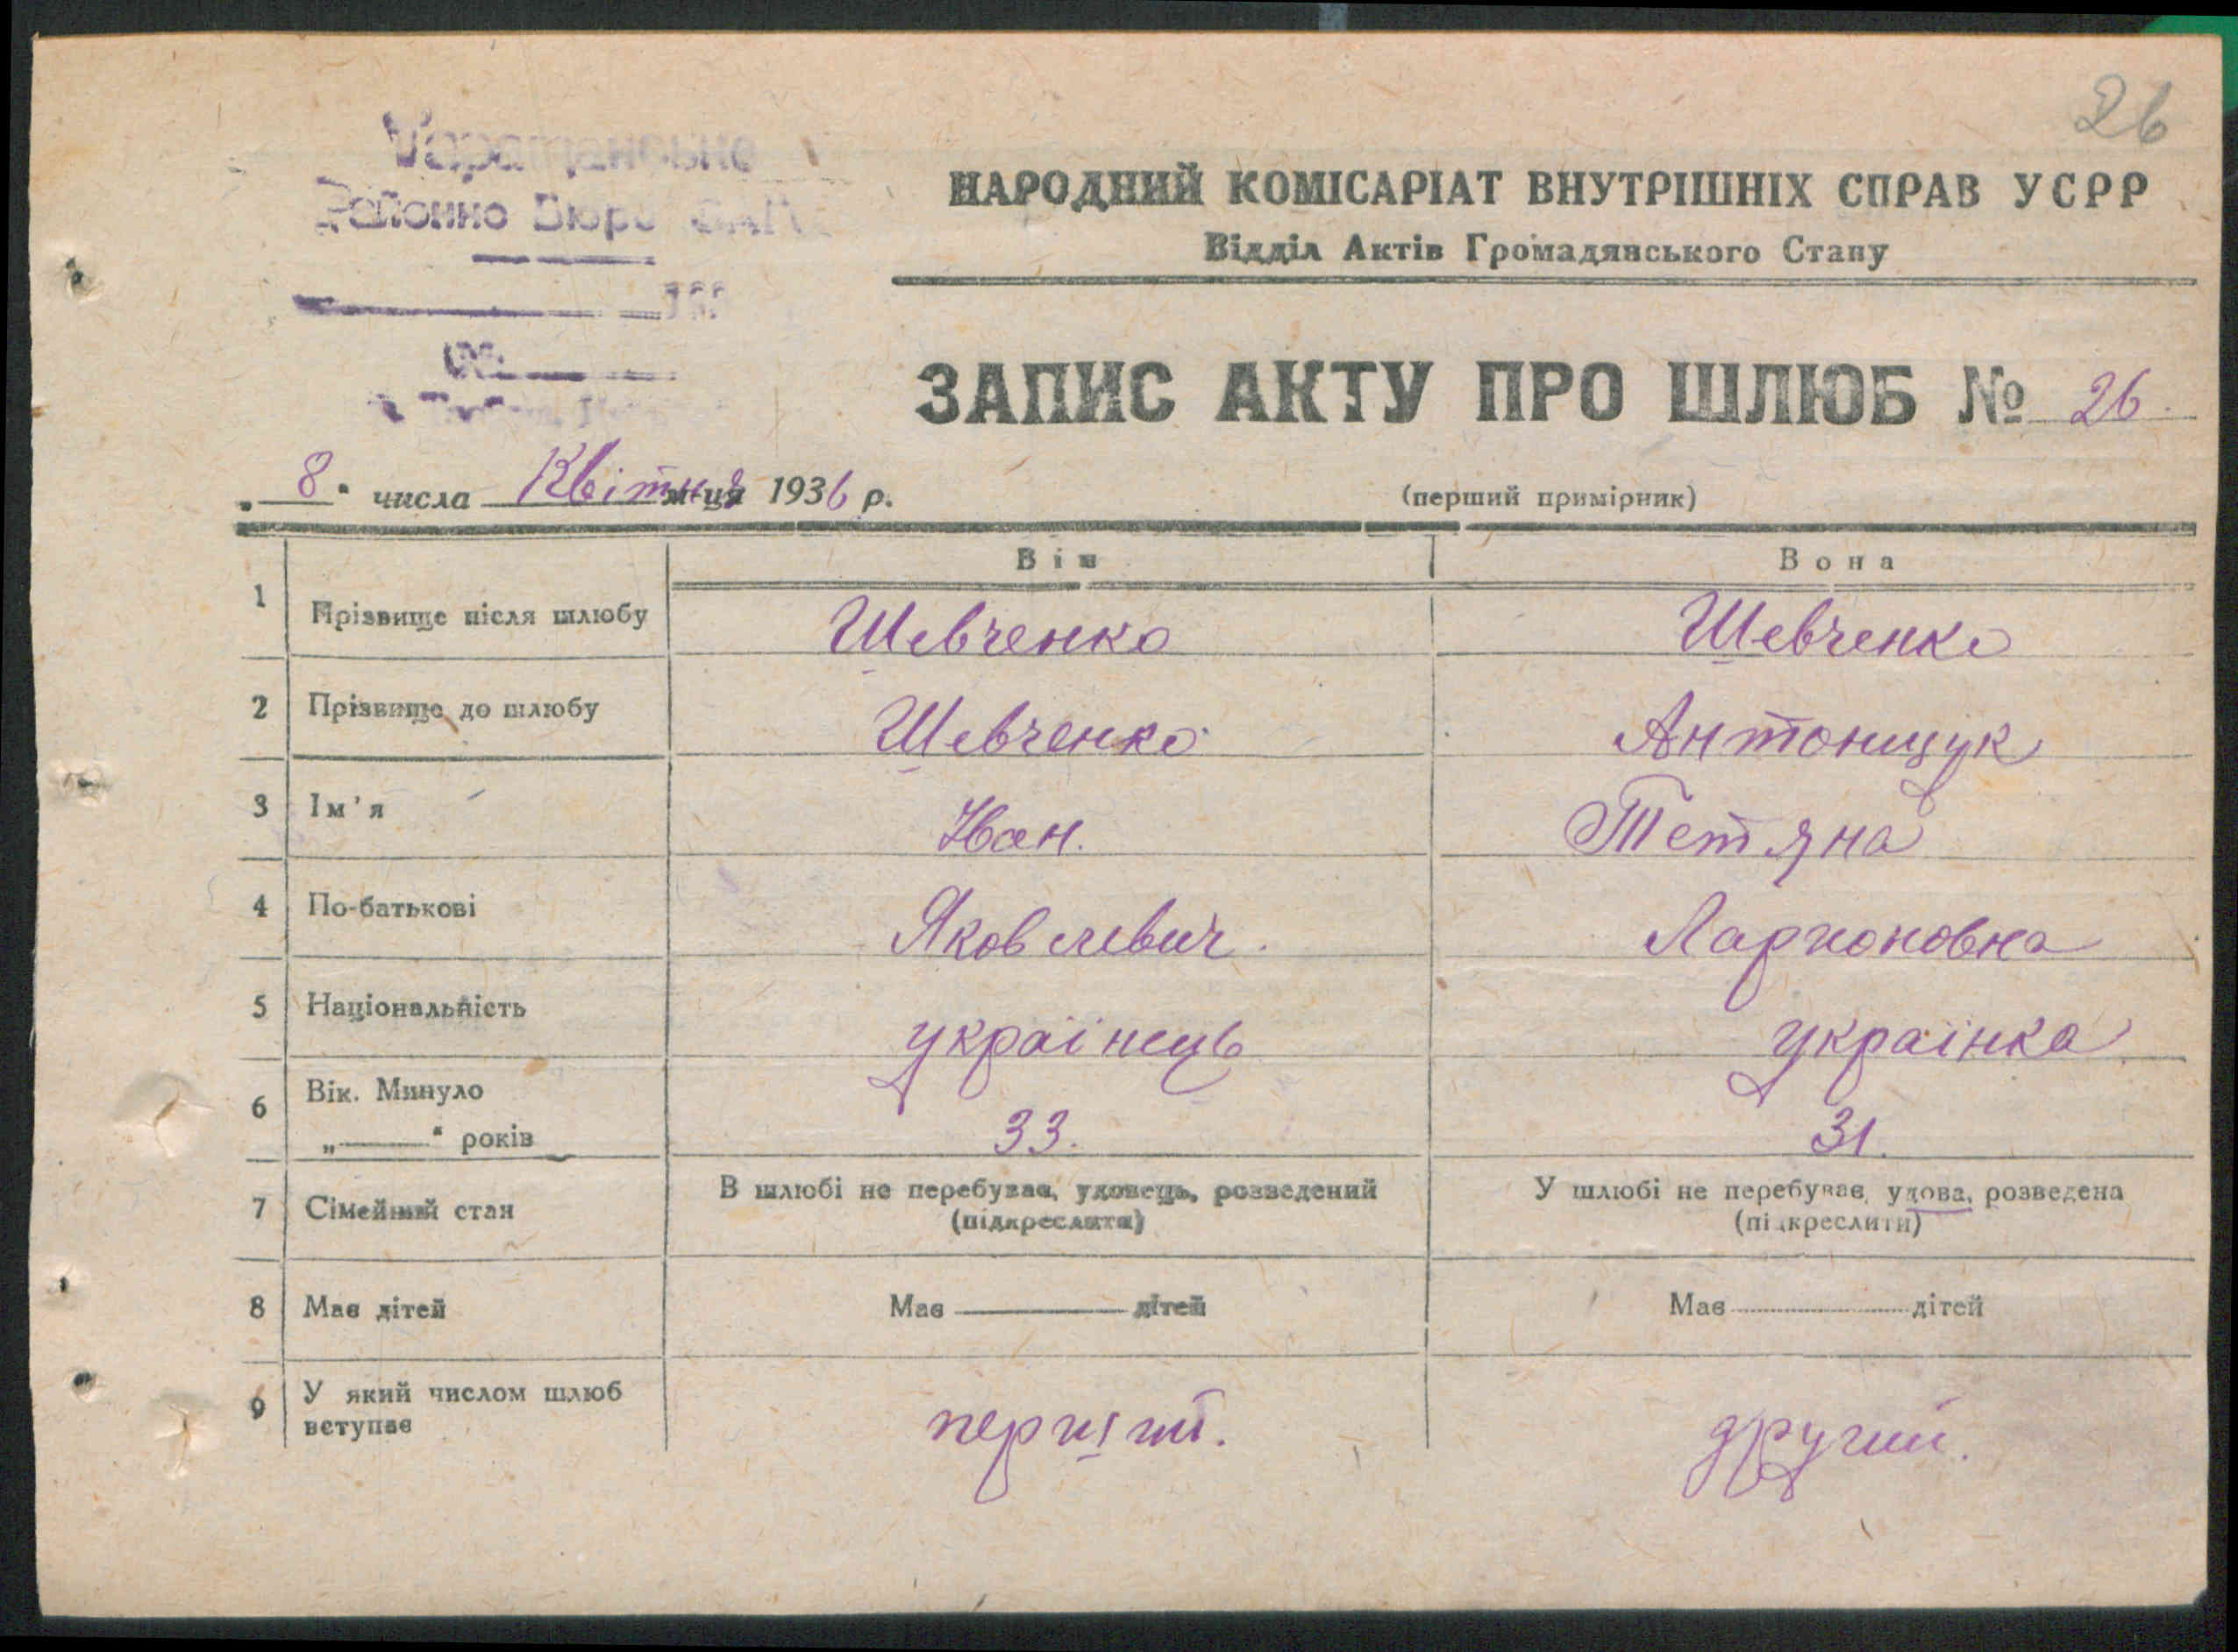 26
Районно Бюро
НАРОДНИЙ КОМІСАРІАТ ВНУТРІШНІХ СПРАВ УСРР
Відділ Актів Громадянського Стану
ЗАПИС АКТУ ПРО ШЛЮБ № 26.
„8" числа Квітня м-ця 1936 р. (перший примірник)
Він Вона
1 Прізвище після шлюбу Шевченко Шевченко
2 Прізвище до шлюбу Шевченко Антонщук
3 Ім'я Іван. Тетяна
4 По-батькові Яковлевич. Ларионовна
5 Національність українець українка
6 Вік. Минуло
„——" років 33. 31.
7 Сімейний стан В шлюбі не перебуває, удовець, розведений У шлюбі не перебуває, удова, розведена
(підкреслити) (підкреслити)
8 Має дітей Має —— дітей Має ........ дітей
9 У який числом шлюб
вступає перший. другий.